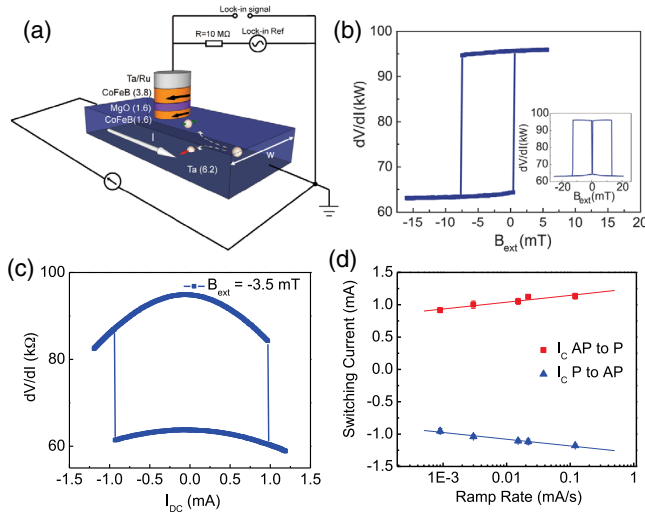 (a)
Lock-in signal
R=10 MΩ
Lock-in Ref
Ta/Ru
CoFeB (3.8)
MgO (1.6)
CoFeB(1.6)
I
Ta (6.2)
W
(b)
dV/dI(kW)
100
90
80
70
60
-15
-10
-5
0
5
10
15
20
B_ext(mT)
dV/dI(kW)
100
90
80
70
60
-20
0
20
B_ext(mT)
(c)
B_ext = -3.5 mT
dV/dI (kΩ)
100
80
60
-1.5
-1.0
-0.5
0.0
0.5
1.0
1.5
I_DC (mA)
(d)
Switching Current (mA)
1.5
1.0
0.5
0.0
-0.5
-1.0
-1.5
I_C AP to P
I_C P to AP
1E-3
0.01
0.1
1
Ramp Rate (mA/s)